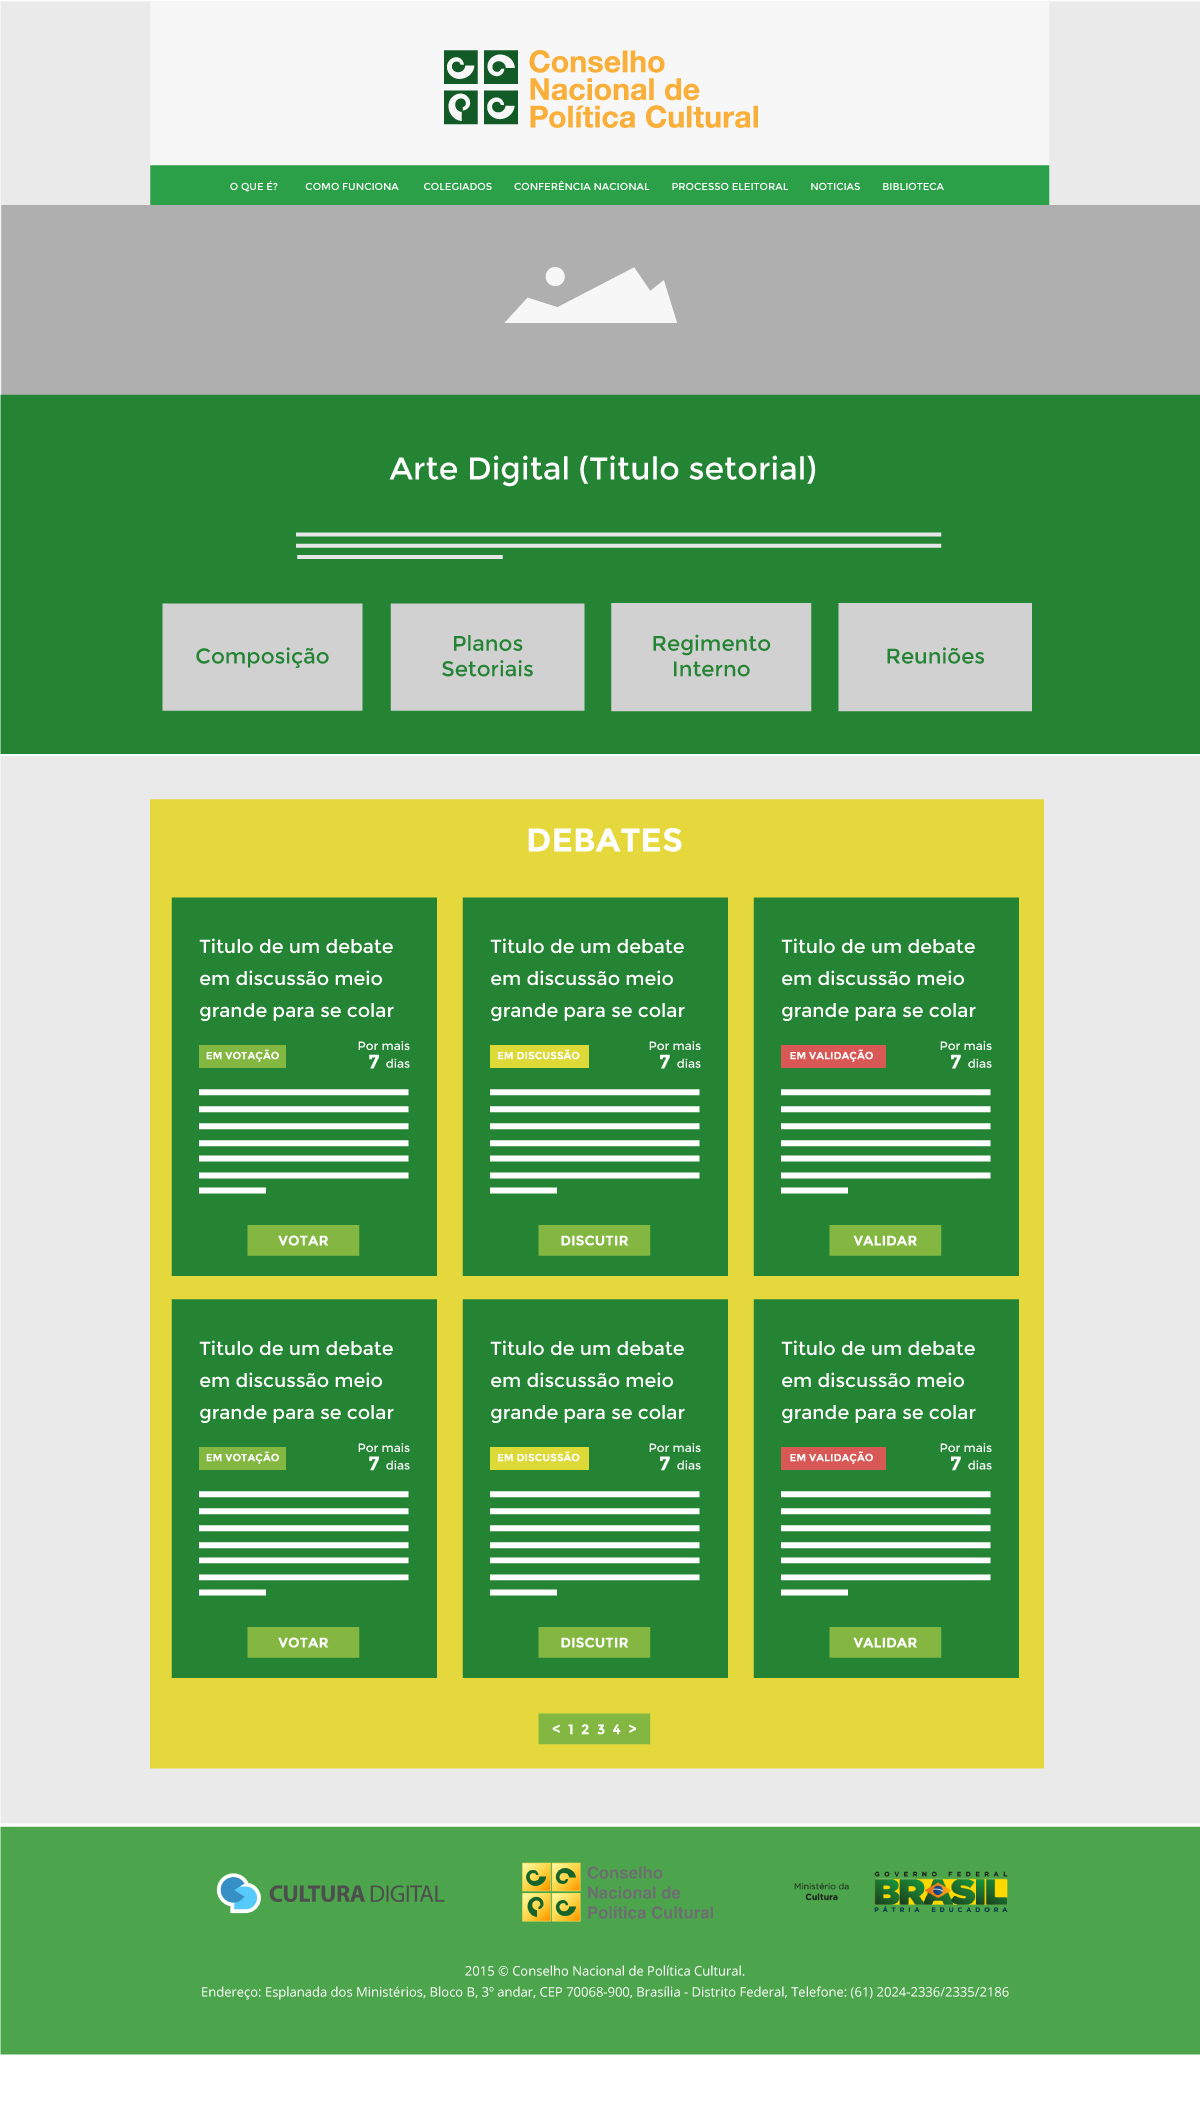 Conselho
Nacional de
Política Cultural
O QUE É? COMO FUNCIONA COLEGIADOS CONFERÊNCIA NACIONAL PROCESSO ELEITORAL NOTICIAS BIBLIOTECA
Arte Digital (Titulo setorial)
Composição
Planos
Setoriais
Regimento
Interno
Reuniões
DEBATES
Titulo de um debate
em discussão meio
grande para se colar
EM VOTAÇÃO
Por mais
7 dias
VOTAR
Titulo de um debate
em discussão meio
grande para se colar
EM DISCUSSÃO
Por mais
7 dias
DISCUTIR
Titulo de um debate
em discussão meio
grande para se colar
EM VALIDAÇÃO
Por mais
7 dias
VALIDAR
Titulo de um debate
em discussão meio
grande para se colar
EM VOTAÇÃO
Por mais
7 dias
VOTAR
Titulo de um debate
em discussão meio
grande para se colar
EM DISCUSSÃO
Por mais
7 dias
DISCUTIR
Titulo de um debate
em discussão meio
grande para se colar
EM VALIDAÇÃO
Por mais
7 dias
VALIDAR
< 1 2 3 4 >
CULTURA DIGITAL
Conselho
Nacional de
Política Cultural
Ministério da
Cultura
GOVERNO FEDERAL
BRASIL
PÁTRIA EDUCADORA
2015 © Conselho Nacional de Política Cultural.
Endereço: Esplanada dos Ministérios, Bloco B, 3º andar, CEP 70068-900, Brasília - Distrito Federal, Telefone: (61) 2024-2336/2335/2186